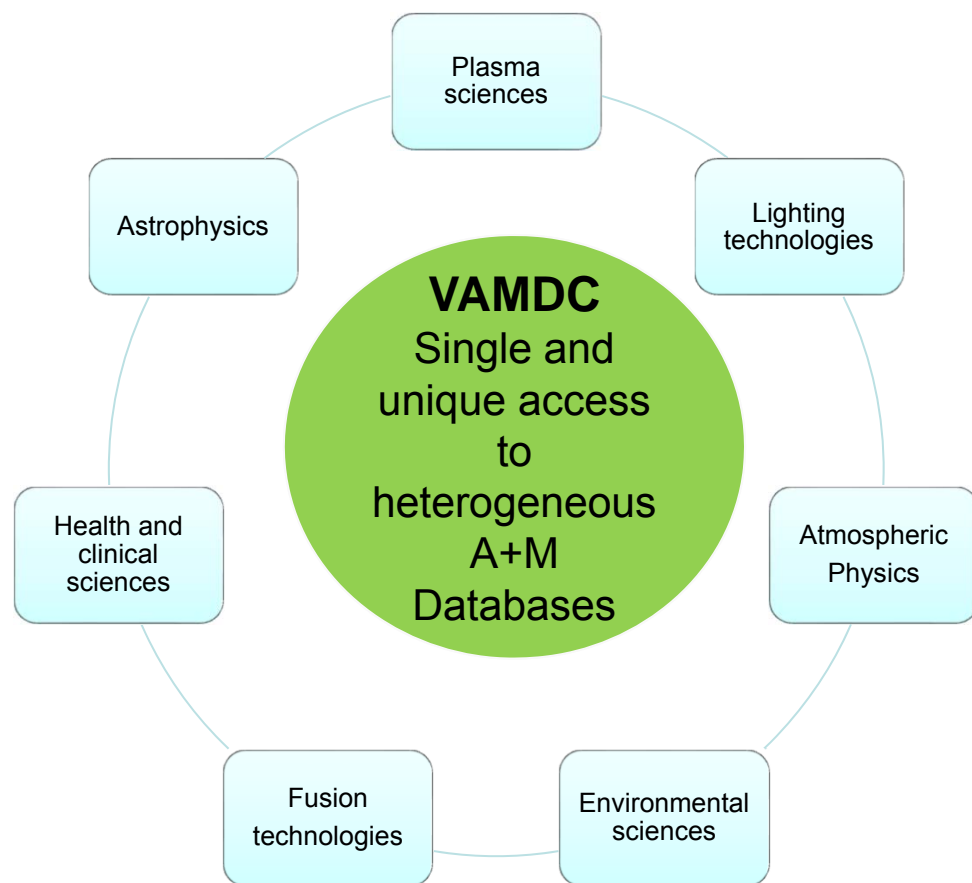 Plasma
sciences
Lighting
technologies
Atmospheric
Physics
Environmental
sciences
Fusion
technologies
Health and
clinical
sciences
Astrophysics
VAMDC
Single and
unique access
to
heterogeneous
A+M
Databases